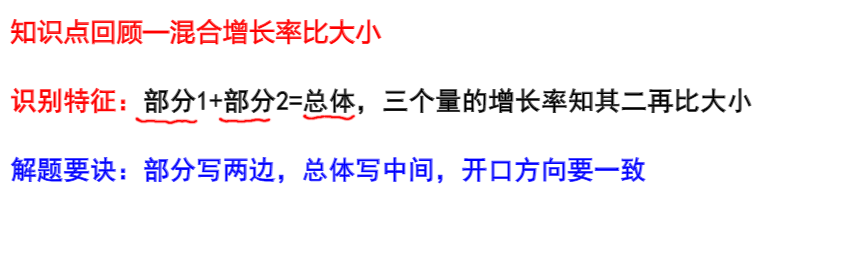 知识点回顾—混合增长率比大小
识别特征：部分1+部分2=总体，三个量的增长率知其二再比大小
解题要诀：部分写两边，总体写中间，开口方向要一致